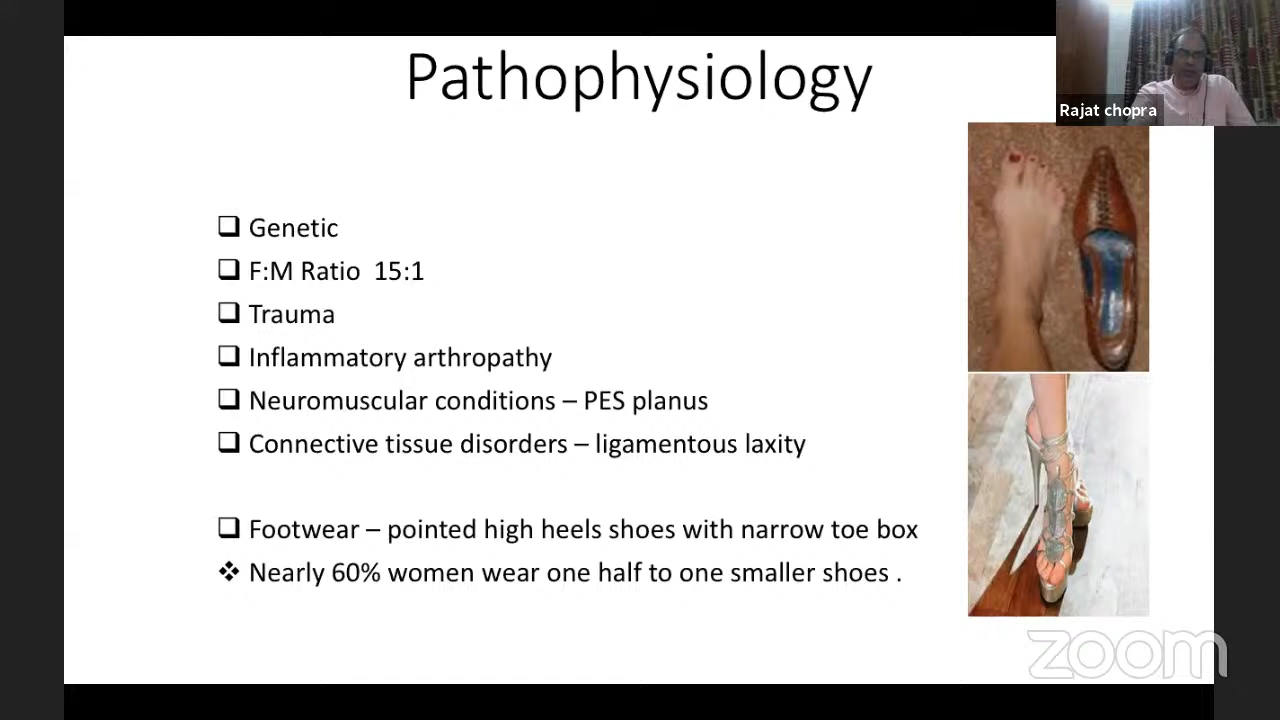 Pathophysiology
Rajat chopra
Genetic
F:M Ratio 15:1
Trauma
Inflammatory arthropathy
Neuromuscular conditions – PES planus
Connective tissue disorders – ligamentous laxity
Footwear – pointed high heels shoes with narrow toe box
Nearly 60% women wear one half to one smaller shoes .
zoom